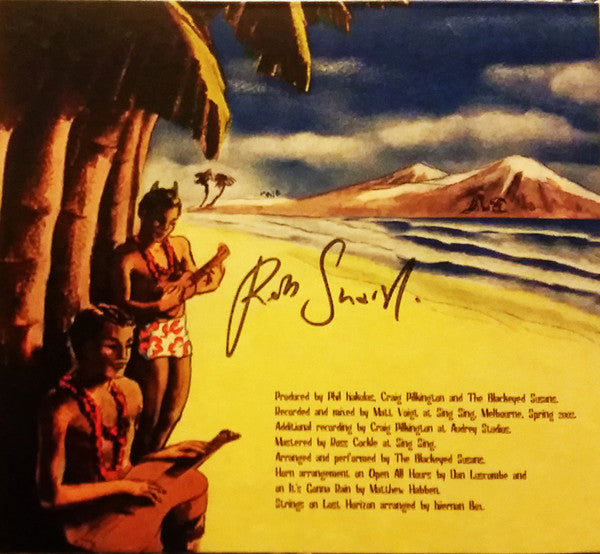 Rob Snarski.
Produced by Phil Kakulas, Craig Pilkington and The Blackeyed Susans.
Recorded and mixed by Matt Voigt at Sing Sing, Melbourne, Spring 2002.
Additional recording by Craig Pilkington at Audrey Studios.
Mastered by Ross Cockle at Sing Sing.
Arranged and performed by The Blackeyed Susans.
Horn arrangement on Open All Hours by Dan Luscombe and
on It's Gonna Rain by Matthew Habben.
Strings on Last Horizon arranged by Kiernan Box.